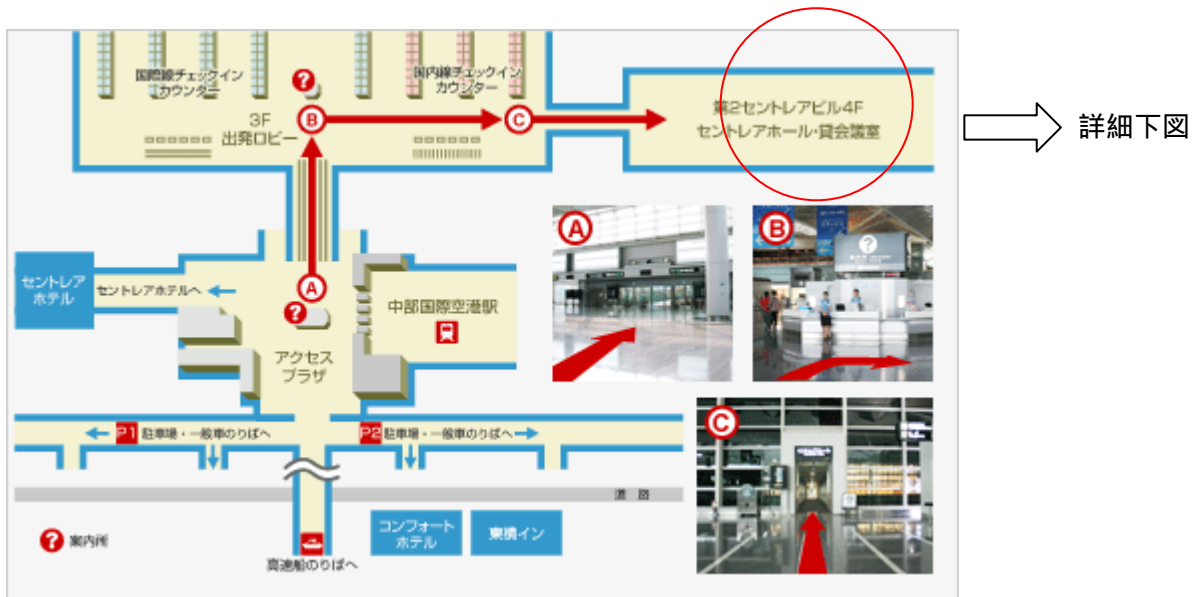 国際線チェックイン
カウンター
?
国内線チェックイン
カウンター
3F
出発ロビー
B
C
第2セントレアビル4F
セントレアホール・貸会議室
詳細下図
セントレア
ホテル
セントレアホテルへ
A
?
中部国際空港駅
アクセス
プラザ
A
B
?
C
P1 駐車場・一般車のりばへ
P2 駐車場・一般車のりばへ
道 路
? 案内所
高速船のりばへ
コンフォート
ホテル
東横イン